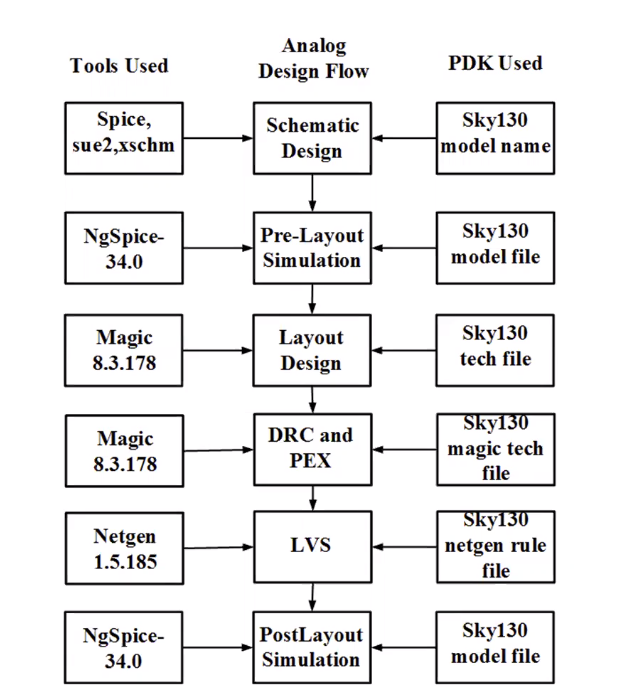 Tools Used
Analog
Design Flow
PDK Used
Spice,
sue2,xschm
Schematic
Design
Sky130
model name
NgSpice-
34.0
Pre-Layout
Simulation
Sky130
model file
Magic
8.3.178
Layout
Design
Sky130
tech file
Magic
8.3.178
DRC and
PEX
Sky130
magic tech
file
Netgen
1.5.185
LVS
Sky130
netgen rule
file
NgSpice-
34.0
PostLayout
Simulation
Sky130
model file